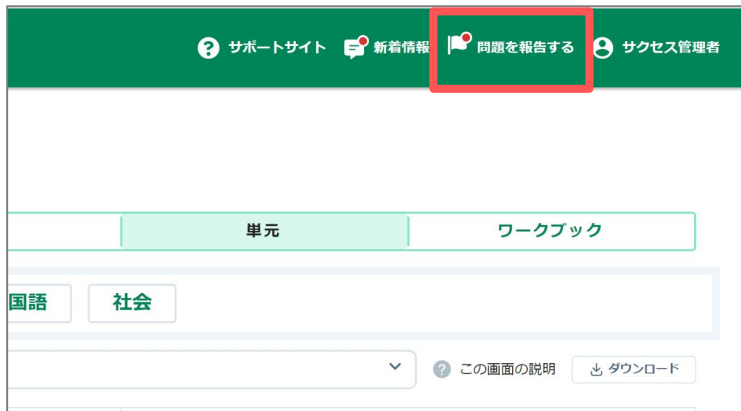 サポートサイト 新着情報 問題を報告する サクセス管理者
単元 ワークブック
国語 社会
この画面の説明 ダウンロード